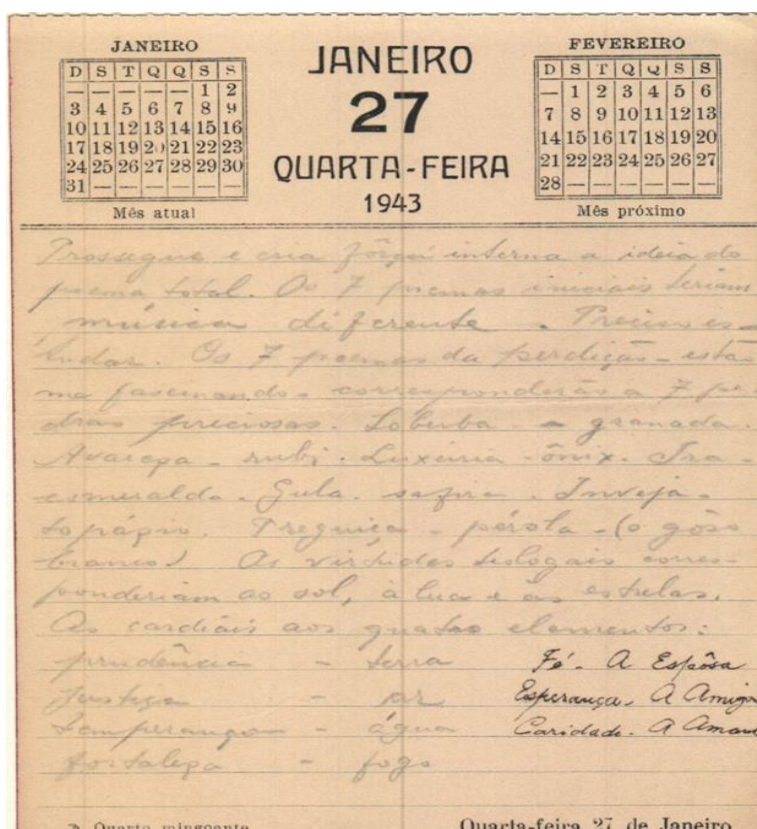 JANEIRO
D S T Q Q S S
— — — — — 1 2
3 4 5 6 7 8 9
10 11 12 13 14 15 16
17 18 19 20 21 22 23
24 25 26 27 28 29 30
31 — — — — — —
Mês atual
JANEIRO
27
QUARTA-FEIRA
1943
FEVEREIRO
D S T Q Q S S
— 1 2 3 4 5 6
7 8 9 10 11 12 13
14 15 16 17 18 19 20
21 22 23 24 25 26 27
28 — — — — — —
Mês próximo
Prossegue e cria fôrça interna a ideia do
poema total. Os 7 poemas iniciais teriam
música diferente. Preciso es-
tudar. Os 7 poemas da perdição - estão
me fascinando - corresponderão a 7 pe-
dras preciosas. Soberba - granada.
Avareza - rubi. Luxúria - ônix. Ira -
esmeralda. Gula - safira. Inveja -
topázio. Preguiça - pérola - (o gôso
branco) As virtudes teologais corres-
ponderiam ao sol, à lua e às estrelas.
As cardiais aos quatro elementos:
prudência - terra
justiça - ar
temperança - água
fortaleza - fogo
Fé - A Espôsa
Esperança - A Amiga
Caridade - A
Quarto minguante
Quarta-feira 27 de Janeiro